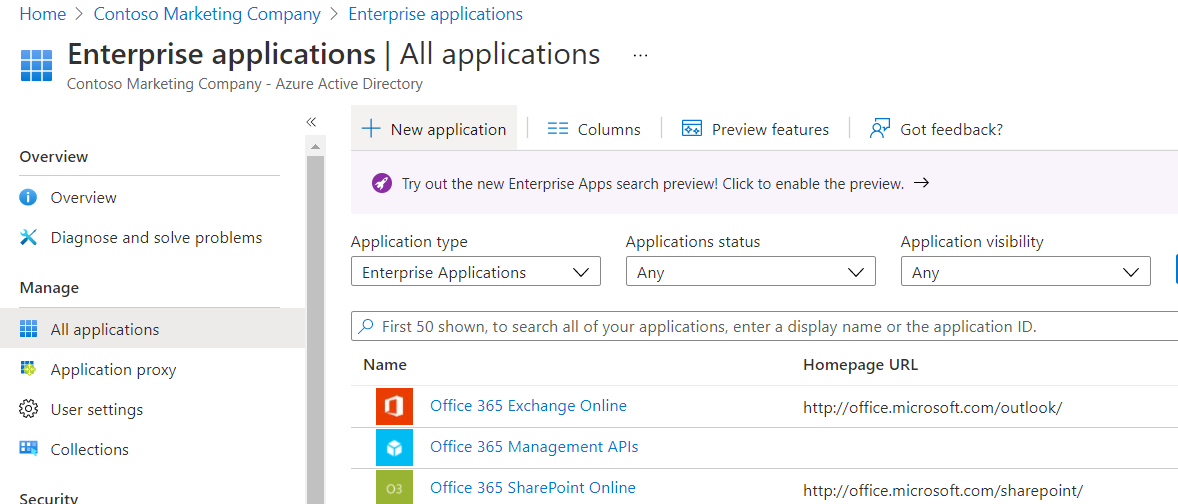 Home > Contoso Marketing Company > Enterprise applications
Enterprise applications | All applications ...
Contoso Marketing Company - Azure Active Directory
«
Overview
Overview
Diagnose and solve problems
Manage
All applications
Application proxy
User settings
Collections
Security
New application
Columns
Preview features
Got feedback?
Try out the new Enterprise Apps search preview! Click to enable the preview. →
Application type
Enterprise Applications
Applications status
Any
Application visibility
Any
First 50 shown, to search all of your applications, enter a display name or the application ID.
Name Homepage URL
Office 365 Exchange Online http://office.microsoft.com/outlook/
Office 365 Management APIs
O3 Office 365 SharePoint Online http://office.microsoft.com/sharepoint/